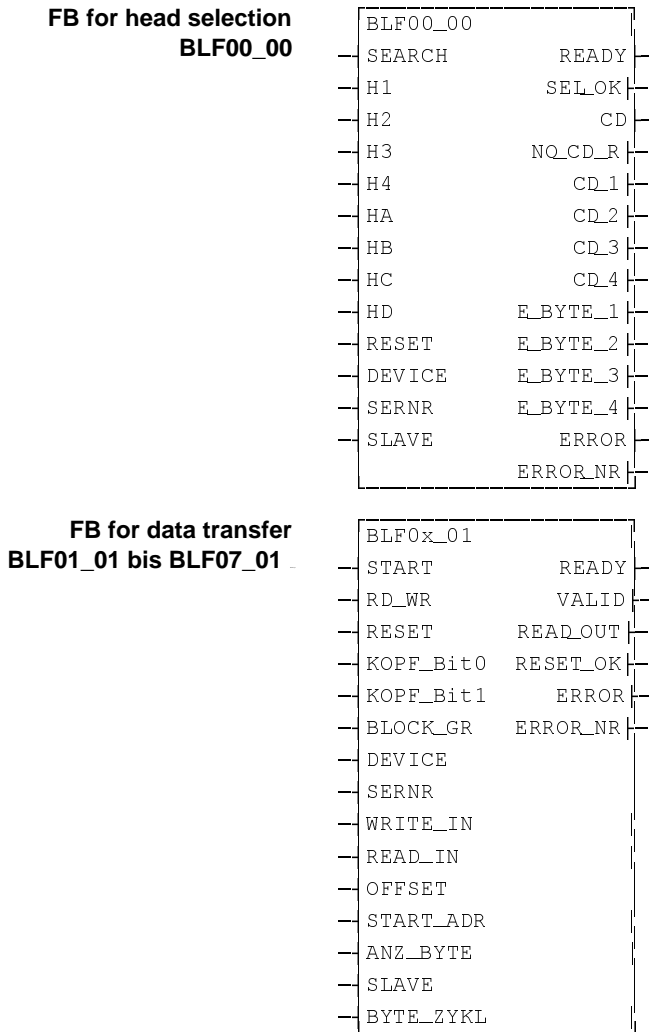 FB for head selection
BLF00_00
BLF00_00
SEARCH READY
H1 SEL_OK
H2 CD
H3 NQ_CD_R
H4 CD_1
HA CD_2
HB CD_3
HC CD_4
HD E_BYTE_1
RESET E_BYTE_2
DEVICE E_BYTE_3
SERNR E_BYTE_4
SLAVE ERROR
ERROR_NR
FB for data transfer
BLF01_01 bis BLF07_01
BLF0x_01
START READY
RD_WR VALID
RESET READ_OUT
KOPF_Bit0 RESET_OK
KOPF_Bit1 ERROR
BLOCK_GR ERROR_NR
DEVICE
SERNR
WRITE_IN
READ_IN
OFFSET
START_ADR
ANZ_BYTE
SLAVE
BYTE_ZYKL